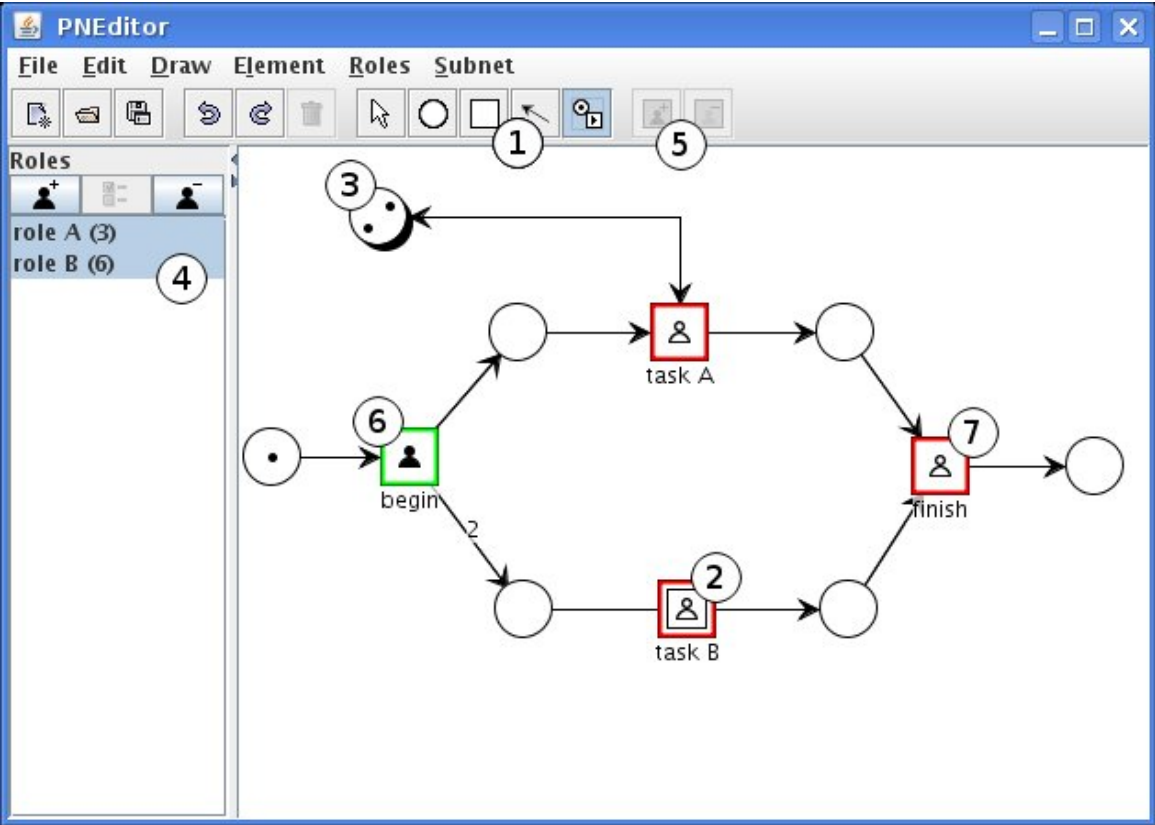 PNEditor
File Edit Draw Element Roles Subnet
1
5
Roles
role A (3)
role B (6)
4
3
task A
6
7
begin
finish
2
2
task B